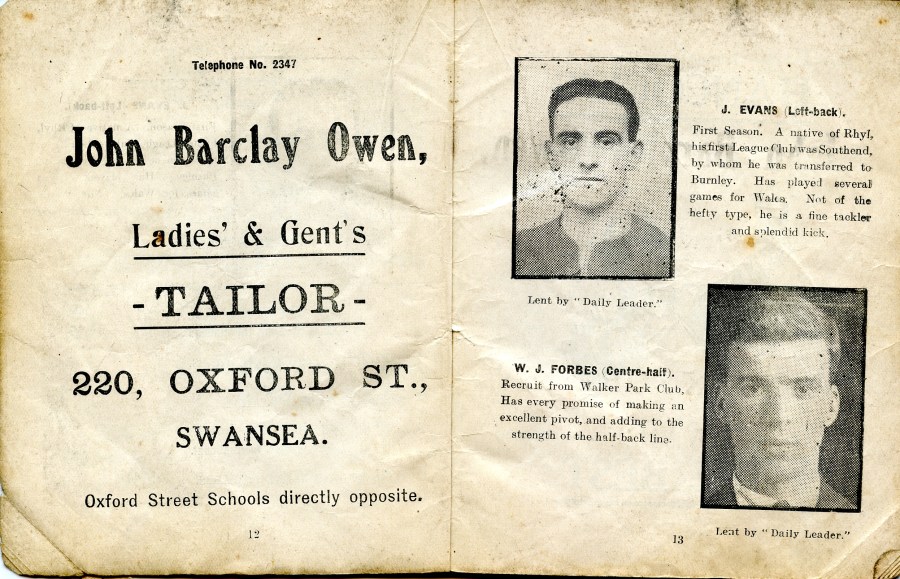 Telephone No. 2347
John Barclay Owen,
Ladies' & Gent's
- TAILOR -
220, OXFORD ST.,
SWANSEA.
Oxford Street Schools directly opposite.
12
J. EVANS (Left-back).
First Season. A native of Rhyl,
his first League Club was Southend,
by whom he was transferred to
Burnley. Has played several
games for Wales. Not of the
hefty type, he is a fine tackler
and splendid kick.
Lent by "Daily Leader."
W. J. FORBES (Centre-half).
Recruit from Walker Park Club,
Has every promise of making an
excellent pivot, and adding to the
strength of the half-back line.
Lent by "Daily Leader."
13